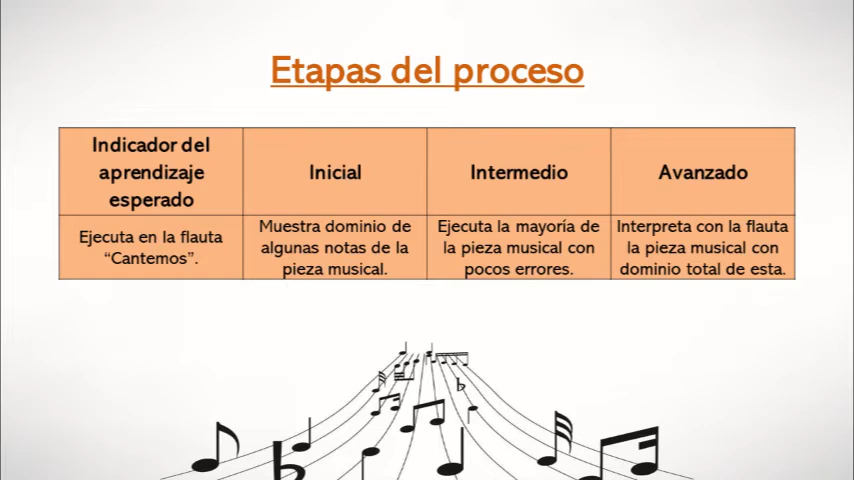 Etapas del proceso
Indicador del
aprendizaje
esperado
Inicial
Intermedio
Avanzado
Ejecuta en la flauta
“Cantemos”.
Muestra dominio de
algunas notas de la
pieza musical.
Ejecuta la mayoría de
la pieza musical con
pocos errores.
Interpreta con la flauta
la pieza musical con
dominio total de esta.